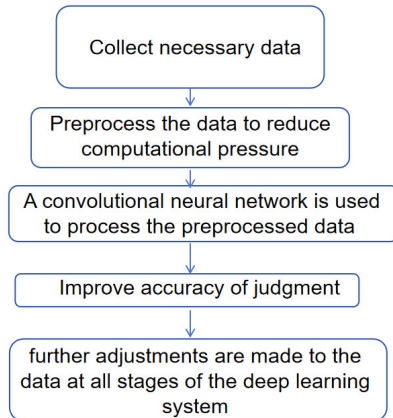 Collect necessary data
Preprocess the data to reduce
computational pressure
A convolutional neural network is used
to process the preprocessed data
Improve accuracy of judgment
further adjustments are made to the
data at all stages of the deep learning
system